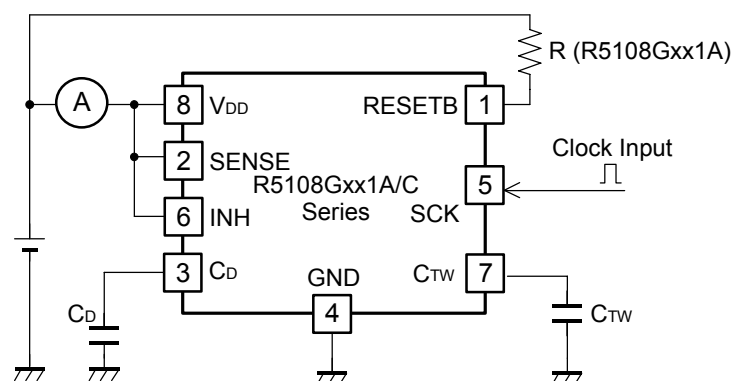 R (R5108Gxx1A)
A
8 VDD
RESETB 1
2 SENSE
Clock Input
R5108Gxx1A/C
Series
5
SCK
6 INH
3 CD
GND
CTW 7
4
CD
CTW